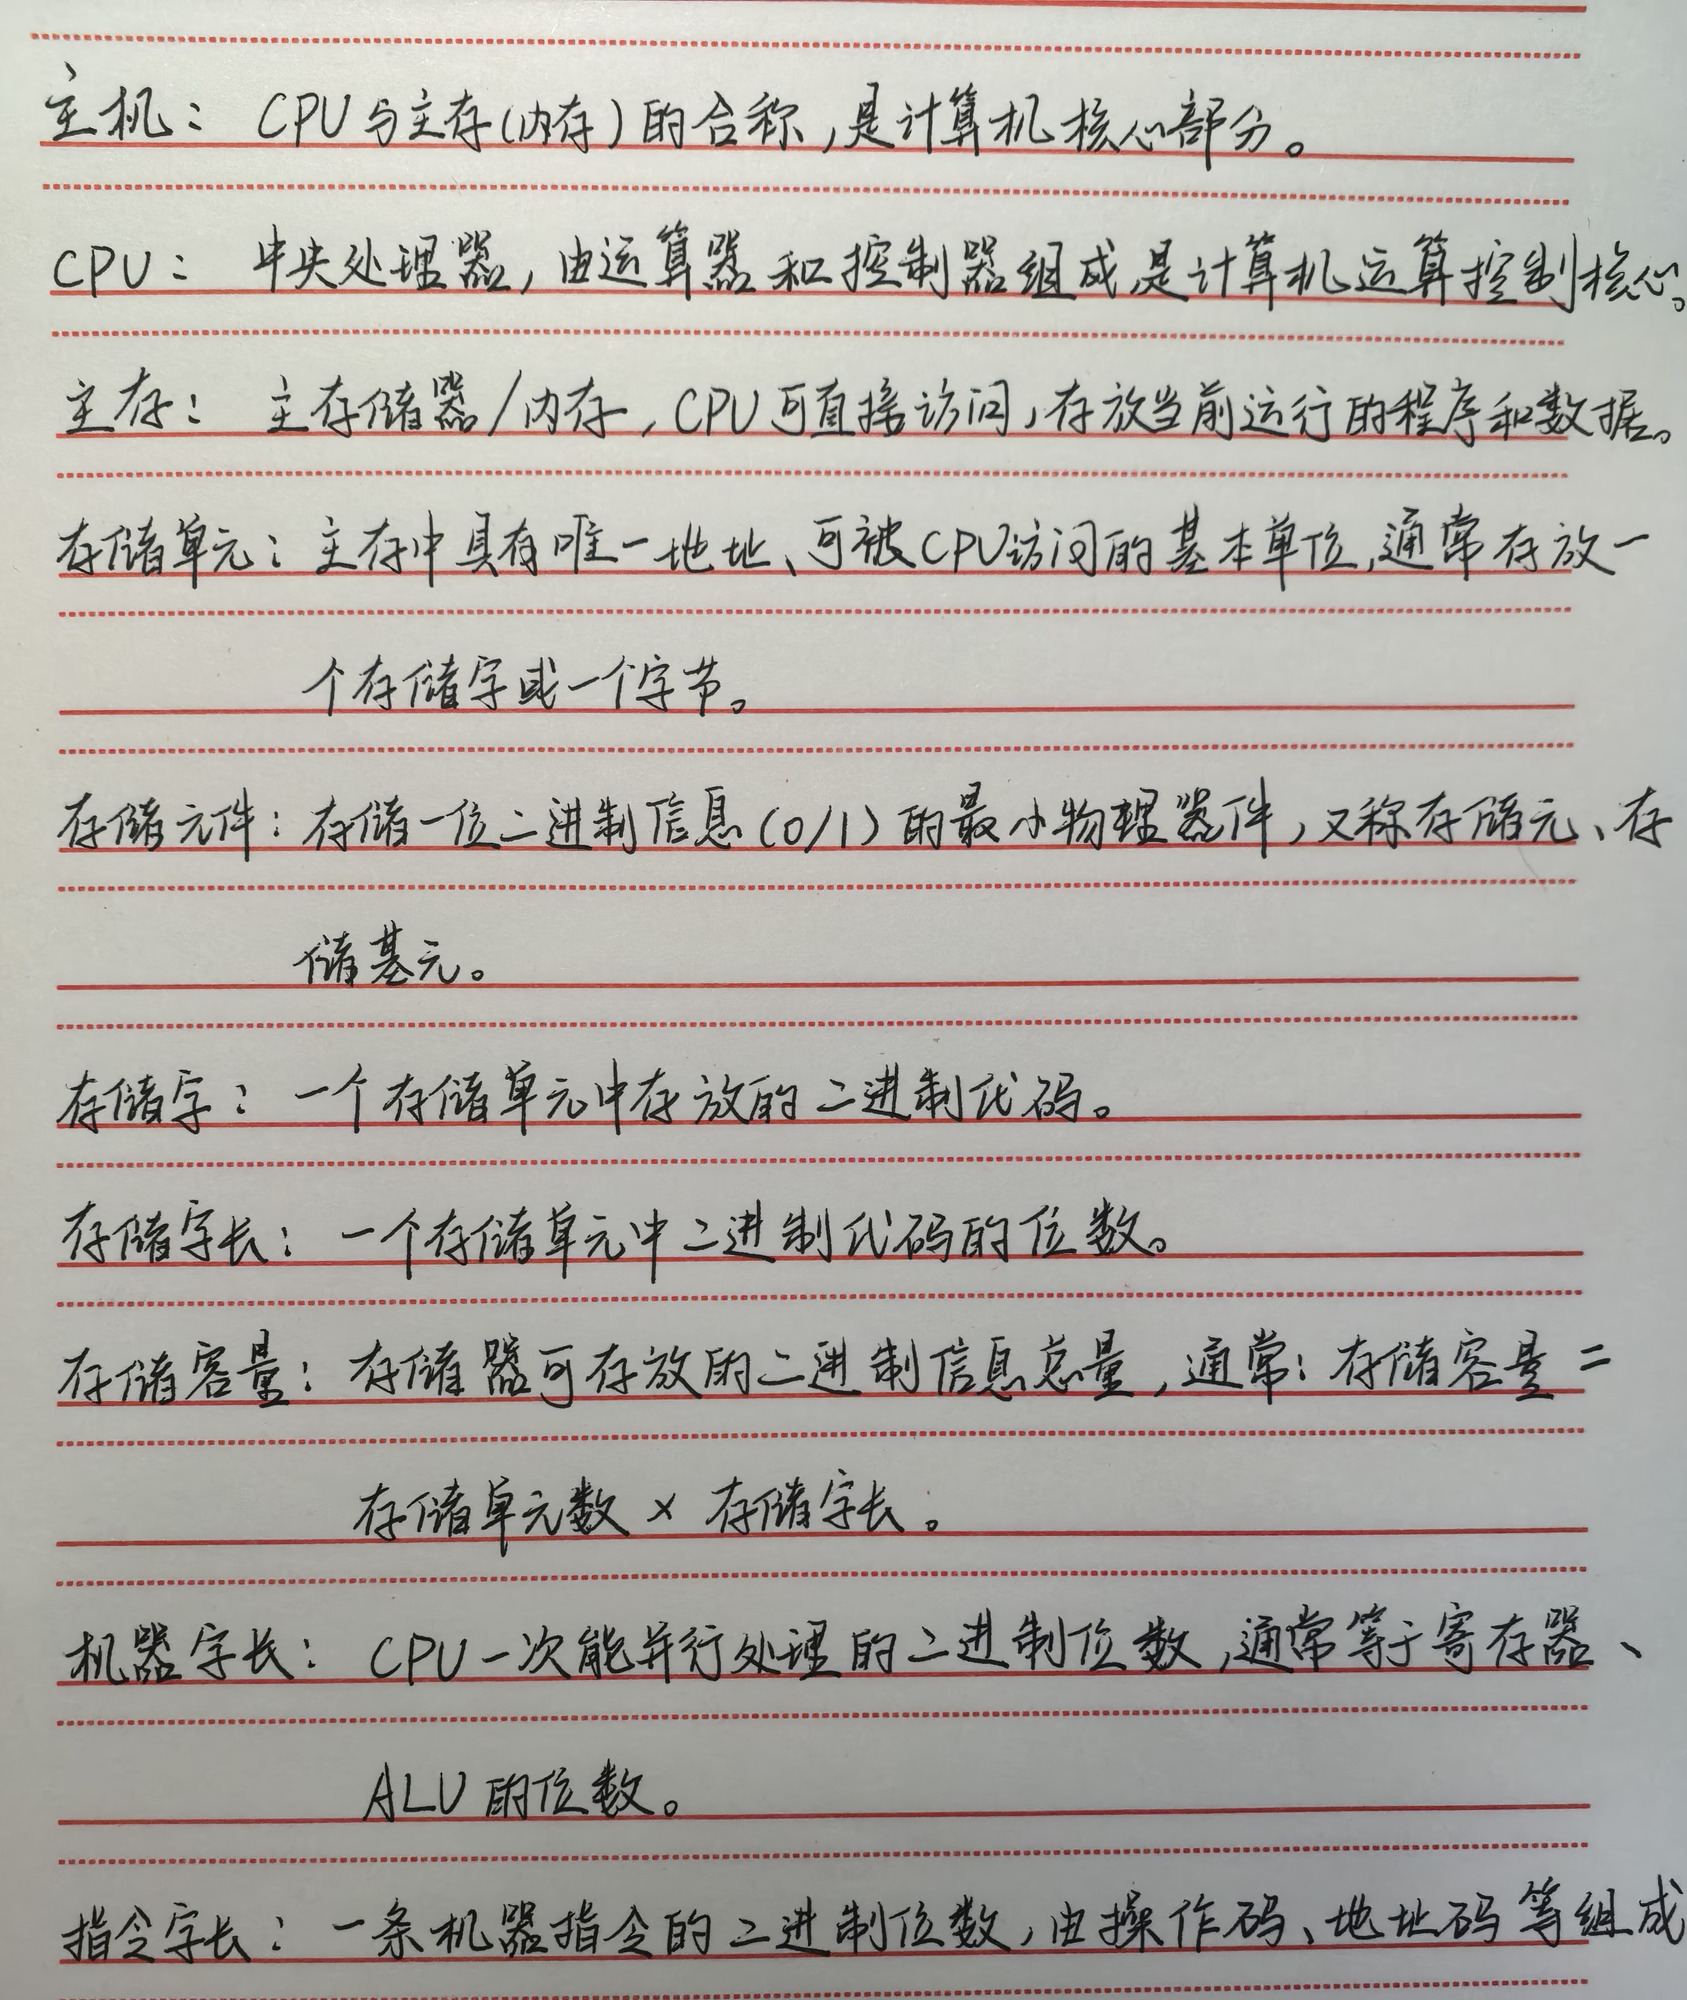 主机： CPU与主存(内存)的合称,是计算机核心部分。
CPU： 中央处理器,由运算器和控制器组成,是计算机运算控制核心。
主存： 主存储器/内存,CPU可直接访问,存放当前运行的程序和数据。
存储单元：主存中具有唯一地址、可被CPU访问的基本单位,通常存放一
个存储字或一个字节。
存储元件：存储一位二进制信息(0/1)的最小物理器件,又称存储元、存
储基元。
存储字：一个存储单元中存放的二进制代码。
存储字长：一个存储单元中二进制代码的位数。
存储容量：存储器可存放的二进制信息总量,通常：存储容量=
存储单元数×存储字长。
机器字长： CPU一次能并行处理的二进制位数,通常等于寄存器、
ALU的位数。
指令字长：一条机器指令的二进制位数,由操作码、地址码等组成